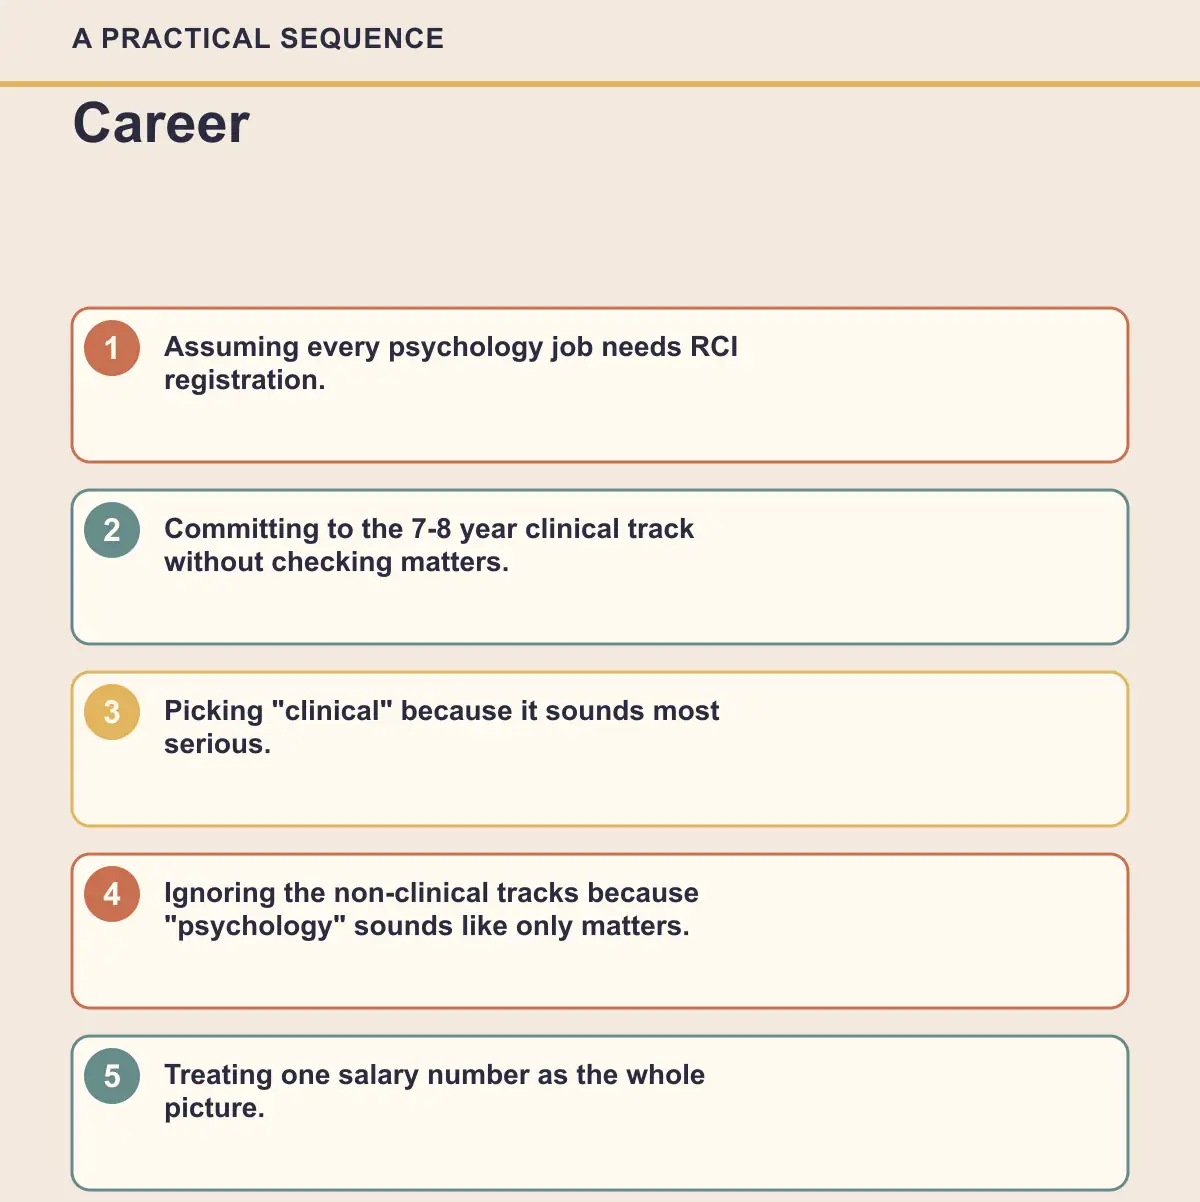 A PRACTICAL SEQUENCE
Career
1
Assuming every psychology job needs RCI
registration.
2
Committing to the 7-8 year clinical track
without checking matters.
3
Picking "clinical" because it sounds most
serious.
4
Ignoring the non-clinical tracks because
"psychology" sounds like only matters.
5
Treating one salary number as the whole
picture.